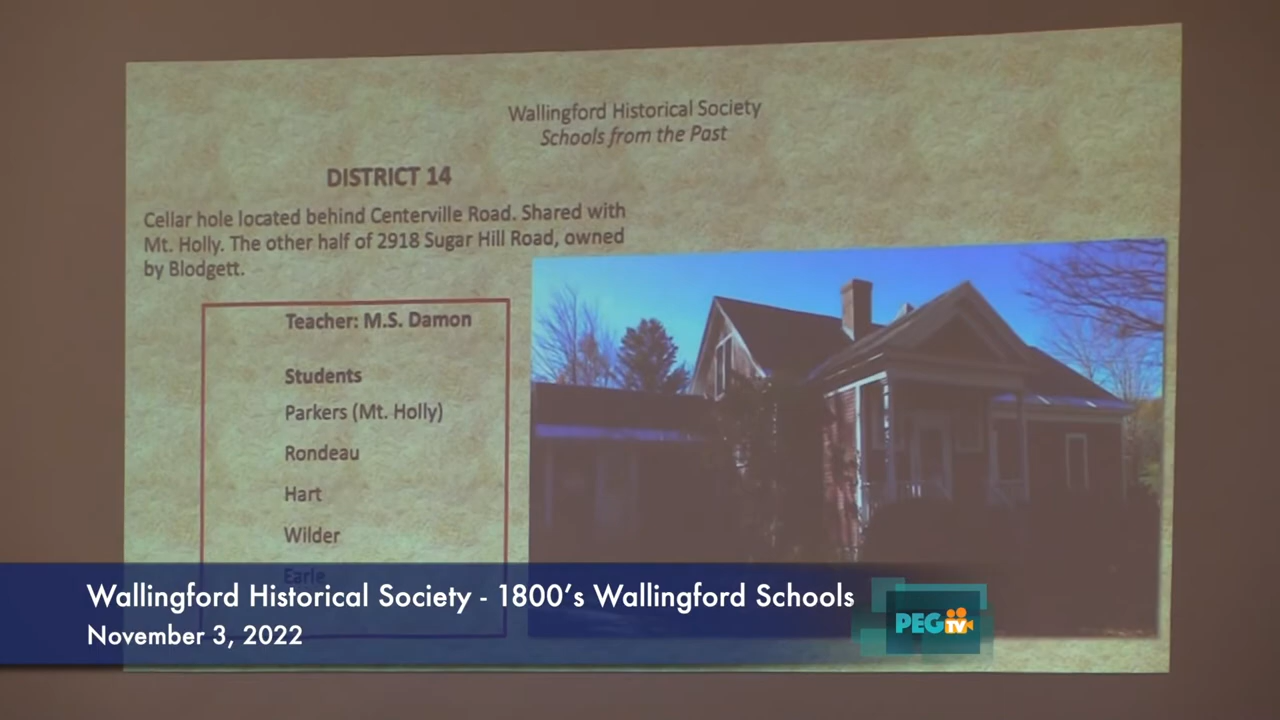 Wallingford Historical Society
Schools from the Past
DISTRICT 14
Cellar hole located behind Centerville Road. Shared with
Mt. Holly. The other half of 2918 Sugar Hill Road, owned
by Blodgett.
Teacher: M.S. Damon
Students
Parkers (Mt. Holly)
Rondeau
Hart
Wilder
Earle
Wallingford Historical Society - 1800’s Wallingford Schools
November 3, 2022
PEGTV